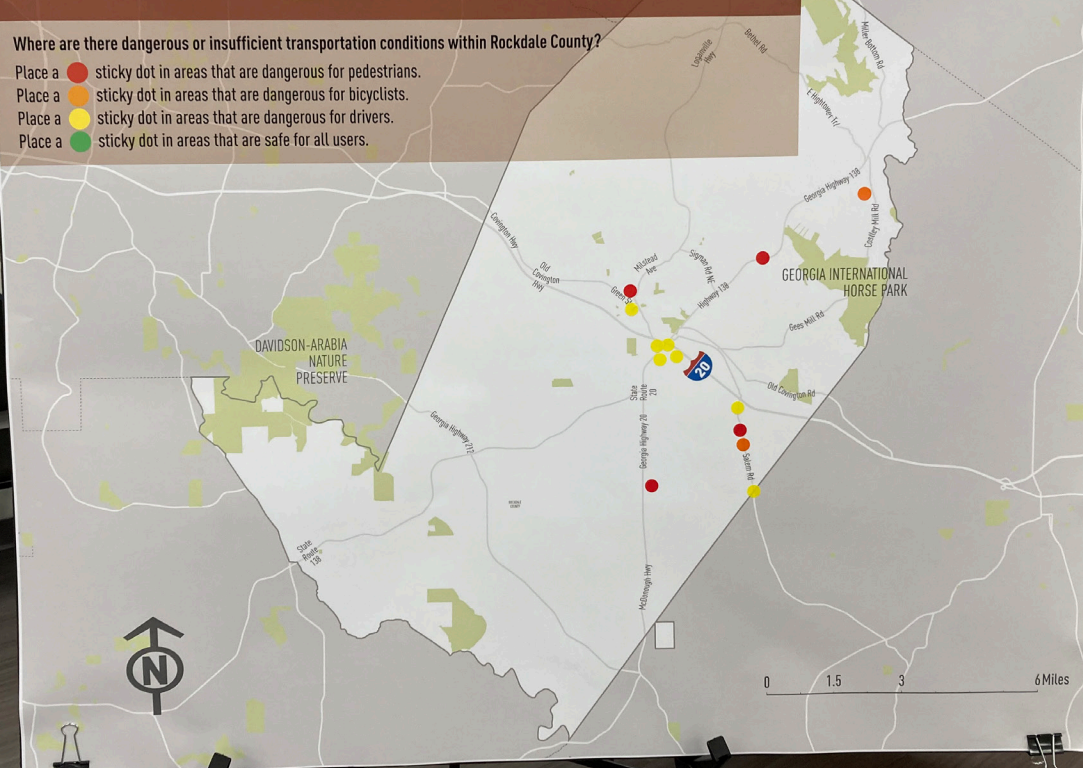 Where are there dangerous or insufficient transportation conditions within Rockdale County?
Place a sticky dot in areas that are dangerous for pedestrians.
Place a sticky dot in areas that are dangerous for bicyclists.
Place a sticky dot in areas that are dangerous for drivers.
Place a sticky dot in areas that are safe for all users.
Loganville
Hwy
Bethel Rd
Miller Bottom Rd
E Hightower Trl
Georgia Highway 138
Centerville
Covington Hwy
Old
Covington
Hwy
Milstead
Ave
Sigman Rd NE
Green St
Highway 138
GEORGIA INTERNATIONAL
HORSE PARK
Gees Mill Rd
DAVIDSON-ARABIA
NATURE
PRESERVE
20
State
Route
20
Old Covington Rd
Georgia Highway 212
Georgia Highway 20
Salem Rd
State
Route
138
McDonough Hwy
N
0 1.5 3 6 Miles